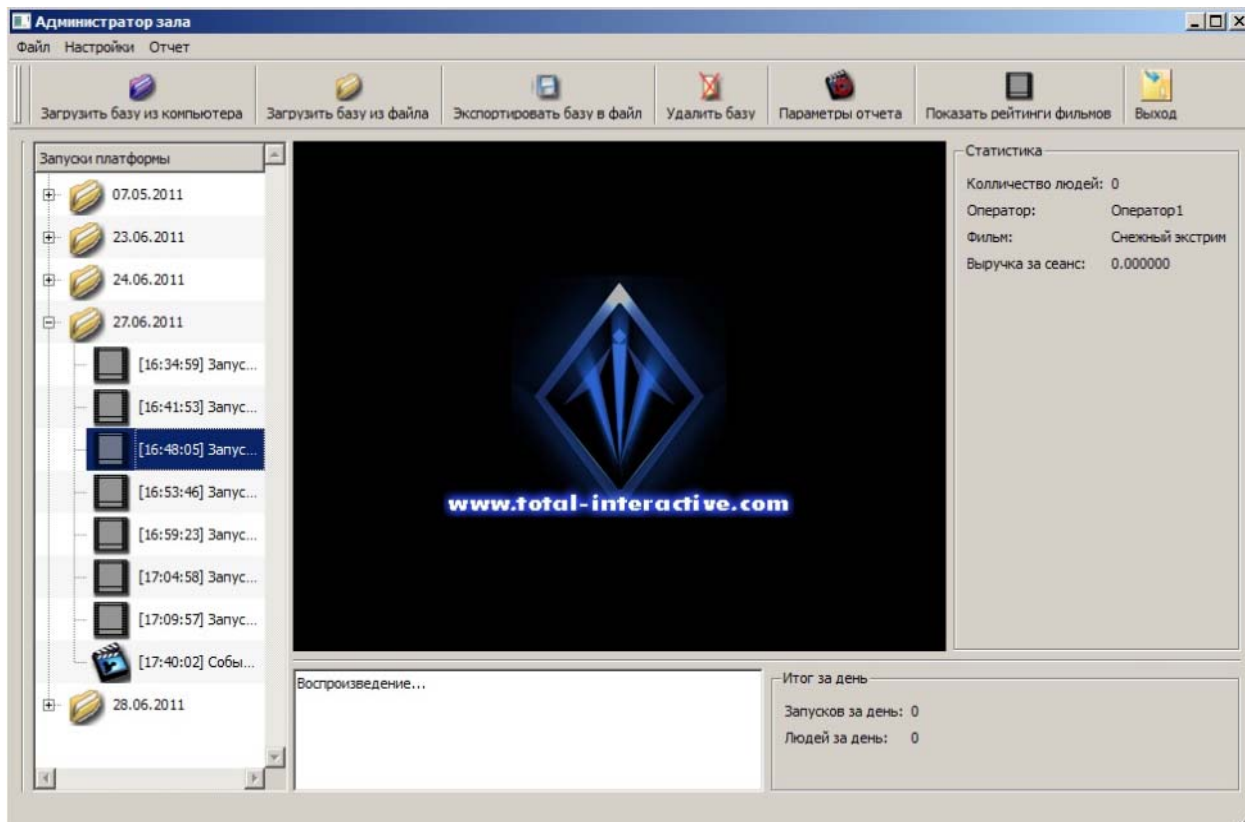 Администратор зала
Файл Настройки Отчет
Загрузить базу из компьютера Загрузить базу из файла Экспортировать базу в файл Удалить базу Параметры отчета Показать рейтинги фильмов Выход
Запуски платформы
07.05.2011
23.06.2011
24.06.2011
27.06.2011
[16:34:59] Запус...
[16:41:53] Запус...
[16:48:05] Запус...
[16:53:46] Запус...
[16:59:23] Запус...
[17:04:58] Запус...
[17:09:57] Запус...
[17:40:02] Собы...
28.06.2011
www.total-interactive.com
Статистика
Колличество людей: 0
Оператор: Оператор1
Фильм: Снежный экстрим
Выручка за сеанс: 0.000000
Воспроизведение...
Итог за день
Запусков за день: 0
Людей за день: 0